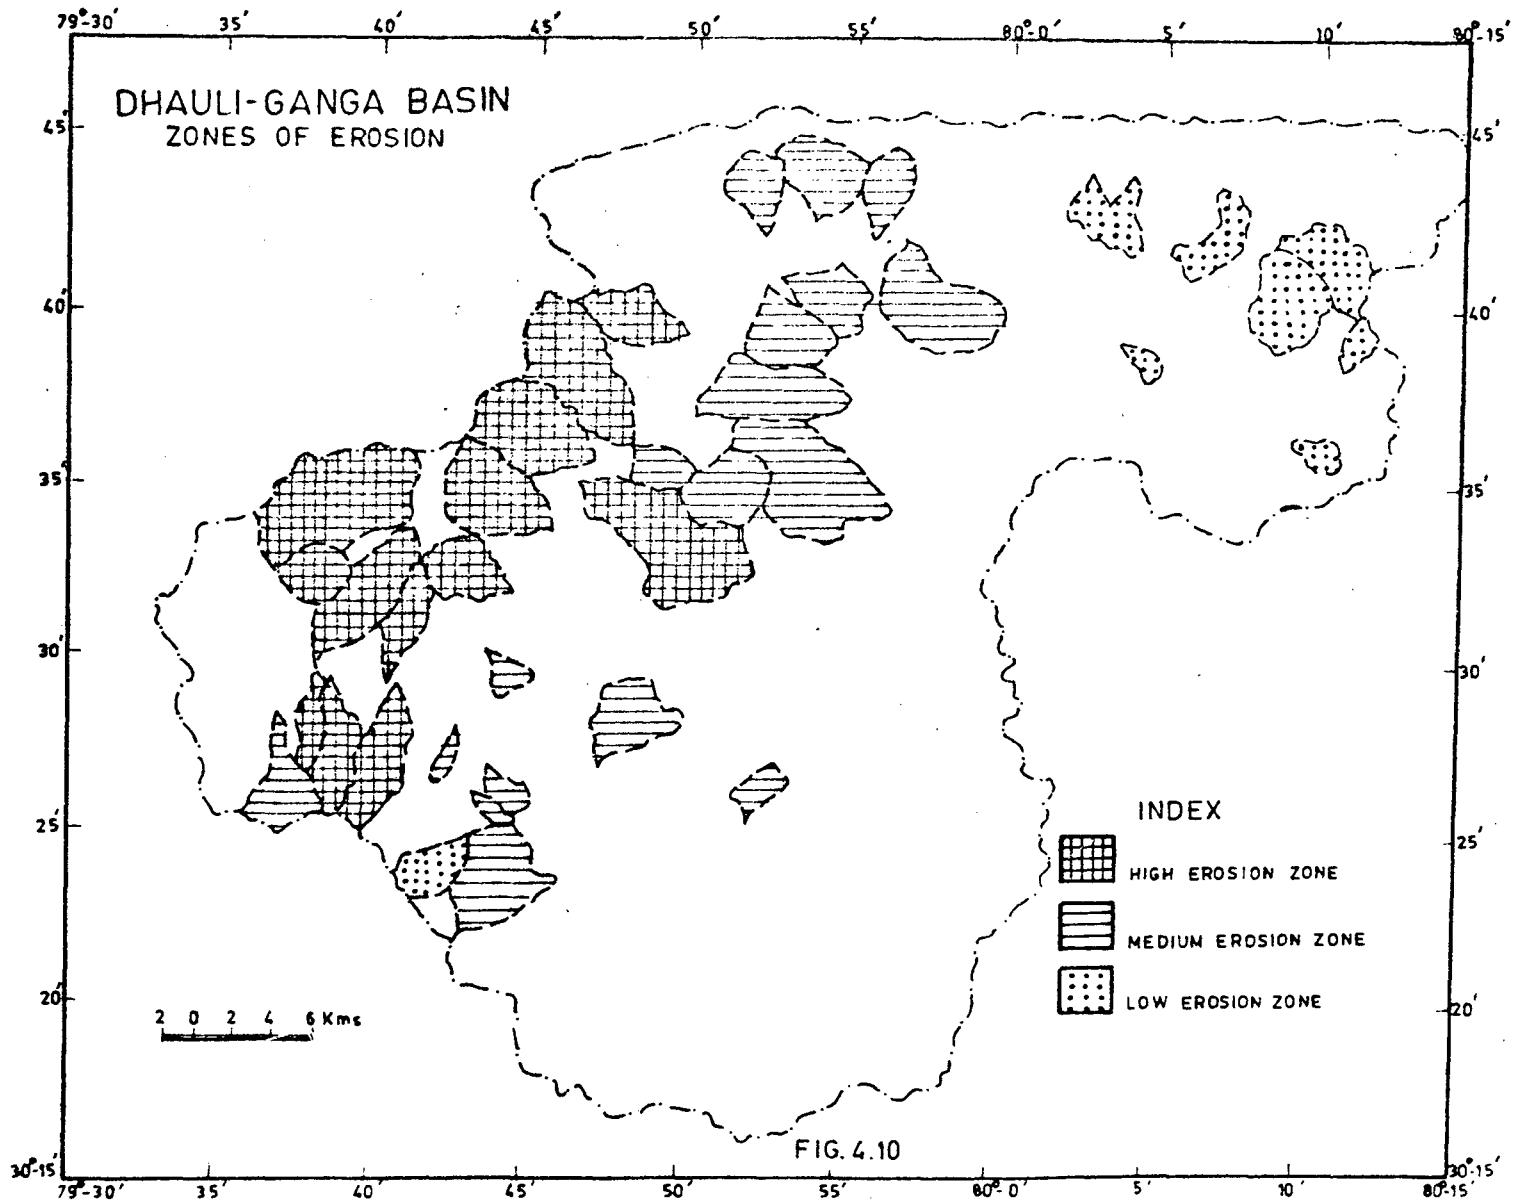 79°-30′ 35′ 40′ 45′ 50′ 55′ 80°-0′ 5′ 10′ 80°-15′
DHAULI-GANGA BASIN
ZONES OF EROSION
45′ 45′
40′ 40′
35′ 35′
30′ 30′
INDEX
25′ 25′
HIGH EROSION ZONE
MEDIUM EROSION ZONE
LOW EROSION ZONE
20′ 20′
2 0 2 4 6 Kms
FIG. 4.10
30°-15′ 30°-15′
79°-30′ 35′ 40′ 45′ 50′ 55′ 80°-0′ 5′ 10′ 80°-15′